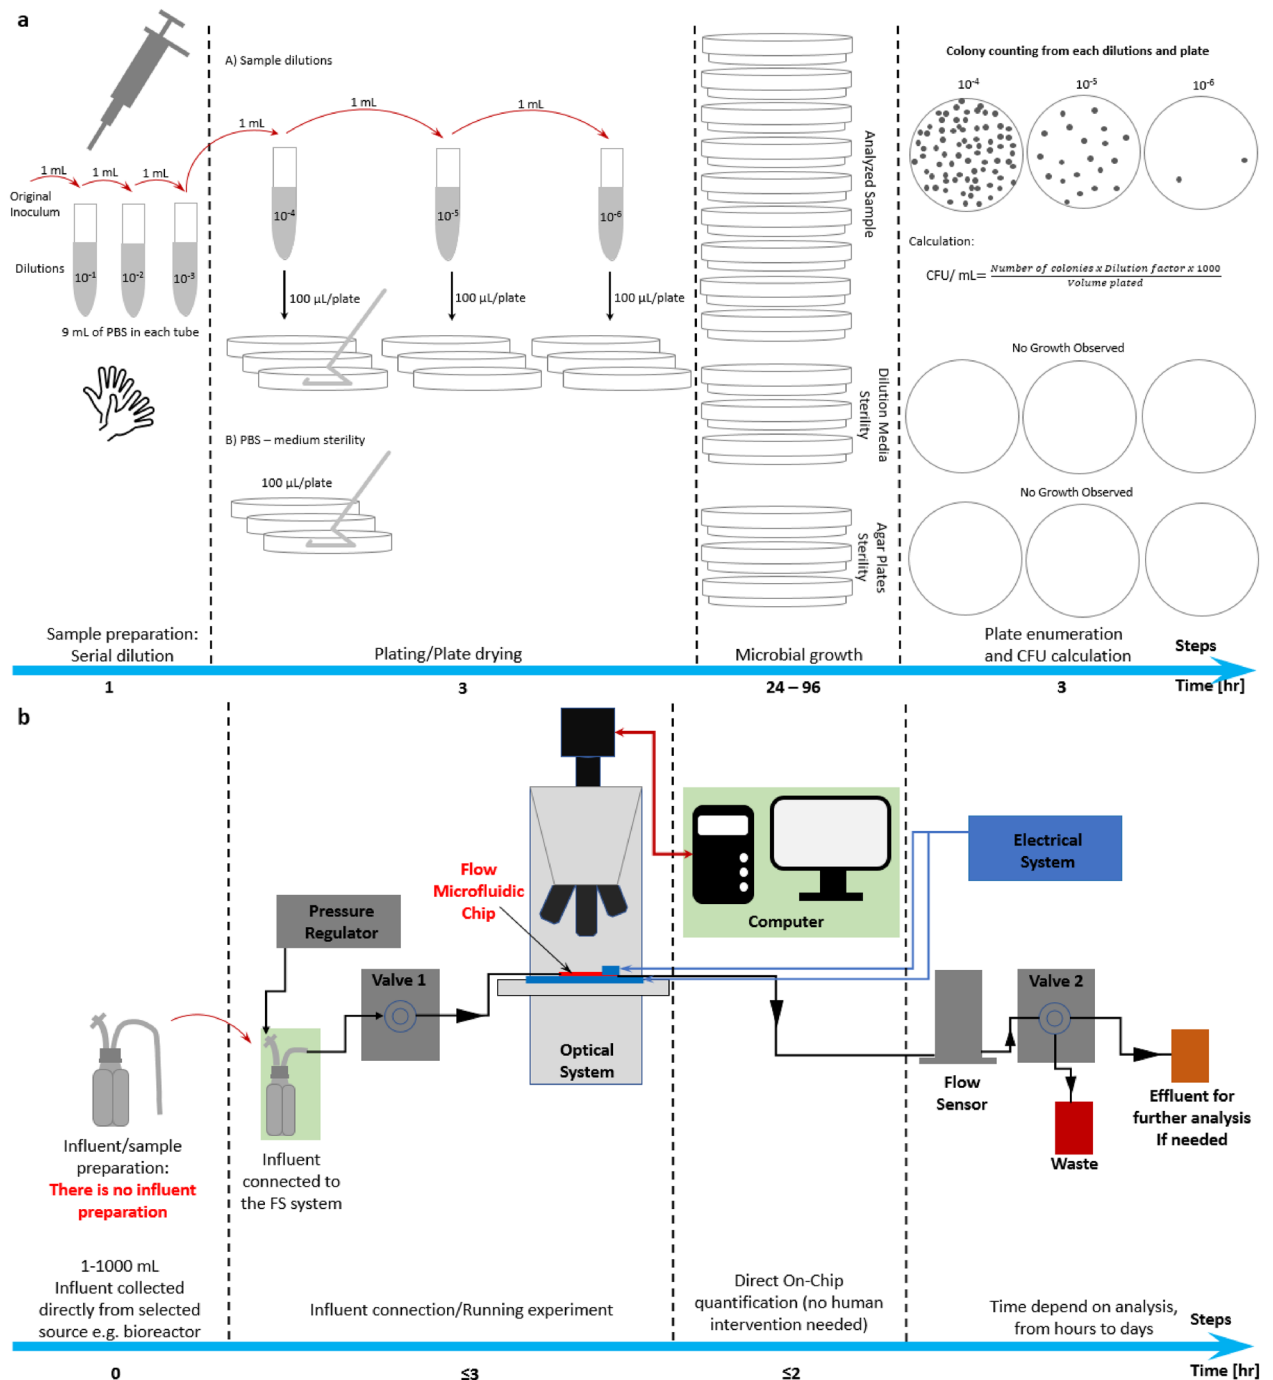 a
A) Sample dilutions
1 mL
1 mL
1 mL
1 mL
1 mL
1 mL
Original
Inoculum
Dilutions
10-1
10-2
10-3
9 mL of PBS in each tube
10-4
10-5
10-6
100 µL/plate
100 µL/plate
100 µL/plate
B) PBS – medium sterility
100 µL/plate
Analyzed Sample
Dilution Media
Sterility
Agar Plates
Sterility
Colony counting from each dilutions and plate
10-4
10-5
10-6
Calculation:
CFU/ mL= Number of colonies x Dilution factor x 1000
Volume plated
No Growth Observed
No Growth Observed
Sample preparation:
Serial dilution
Plating/Plate drying
Microbial growth
Plate enumeration
and CFU calculation
Steps
1
3
24 – 96
3
Time [hr]
b
Flow
Microfluidic
Chip
Pressure
Regulator
Valve 1
Optical
System
Computer
Electrical
System
Valve 2
Flow
Sensor
Waste
Effluent for
further analysis
If needed
Influent/sample
preparation:
There is no influent
preparation
Influent
connected to
the FS system
1-1000 mL
Influent collected
directly from selected
source e.g. bioreactor
Influent connection/Running experiment
Direct On-Chip
quantification (no human
intervention needed)
Time depend on analysis,
from hours to days
Steps
0
≤3
≤2
Time [hr]